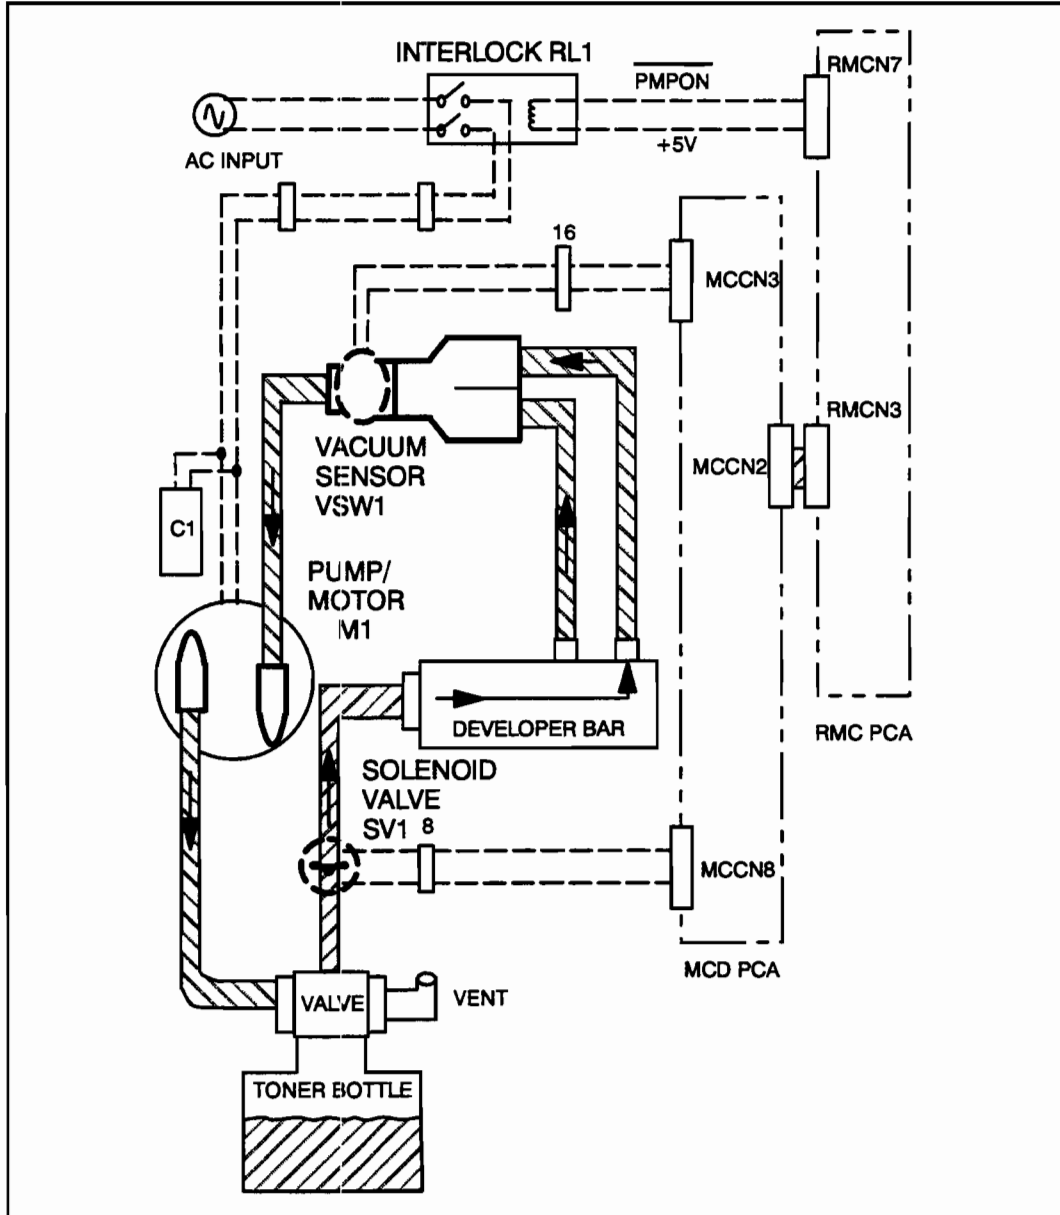 INTERLOCK RL1
PMPON
RMCN7
AC INPUT
+5V
16
MCCN3
RMCN3
VACUUM
SENSOR
VSW1
MCCN2
C1
PUMP/
MOTOR
M1
DEVELOPER BAR
RMC PCA
SOLENOID
VALVE
SV1 8
MCCN8
MCD PCA
VALVE
VENT
TONER BOTTLE